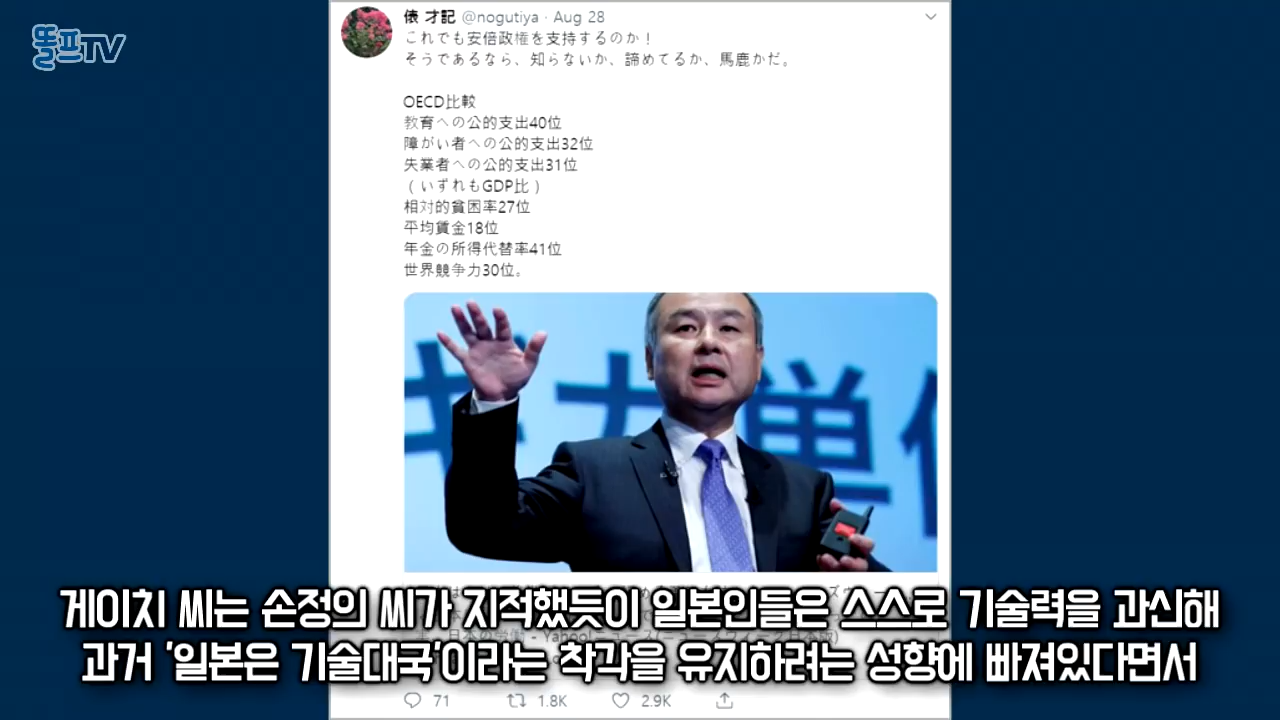 뚤프TV
俵 才記 @nogutiya · Aug 28
これでも安倍政権を支持するのか！
そうであるなら、知らないか、諦めてるか、馬鹿かだ。
OECD比較
教育への公的支出40位
障がい者への公的支出32位
失業者への公的支出31位
（いずれもGDP比）
相対的貧困率27位
平均賃金18位
年金の所得代替率41位
世界競争力30位。
게이치 씨는 손정의 씨가 지적했듯이 일본인들은 스스로 기술력을 과신해
과거 '일본은 기술대국'이라는 착각을 유지하려는 성향에 빠져있다면서
71 1.8K 2.9K